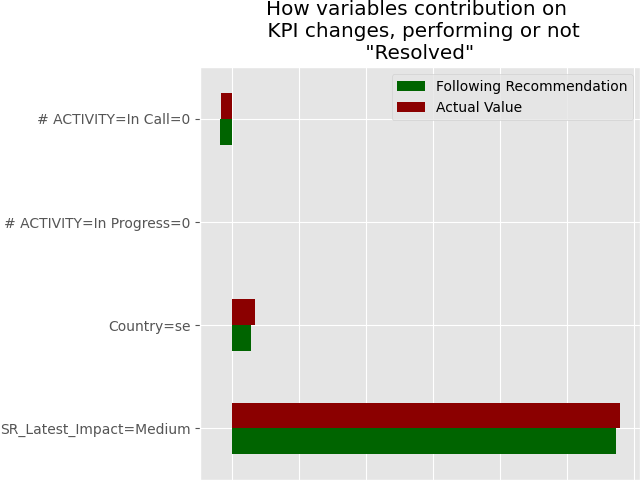 How variables contribution on
KPI changes, performing or not
"Resolved"
Following Recommendation
Actual Value
# ACTIVITY=In Call=0
# ACTIVITY=In Progress=0
Country=se
SR_Latest_Impact=Medium